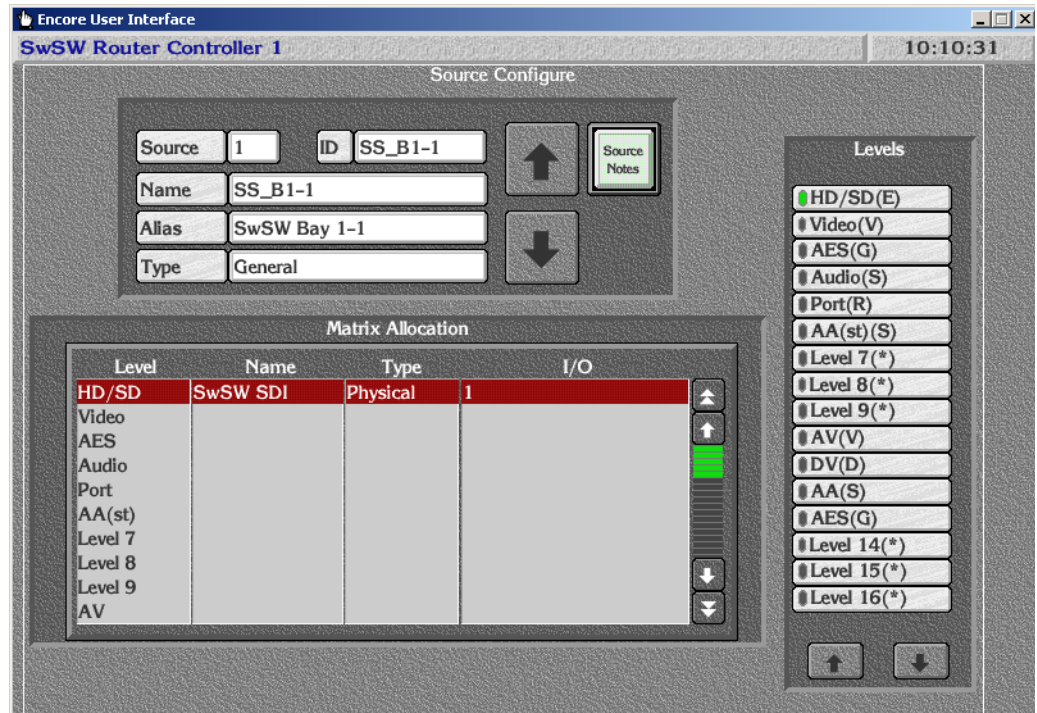 Encore User Interface
SwSW Router Controller 1 10:10:31
Source Configure
Source 1 ID SS_B1-1
Source Notes
Name SS_B1-1
Alias SwSW Bay 1-1
Type General
Matrix Allocation
Level Name Type I/O
HD/SD SwSW SDI Physical 1
Video
AES
Audio
Port
AA(st)
Level 7
Level 8
Level 9
AV
Levels
HD/SD(E)
Video(V)
AES(G)
Audio(S)
Port(R)
AA(st)(S)
Level 7(*)
Level 8(*)
Level 9(*)
AV(V)
DV(D)
AA(S)
AES(G)
Level 14(*)
Level 15(*)
Level 16(*)